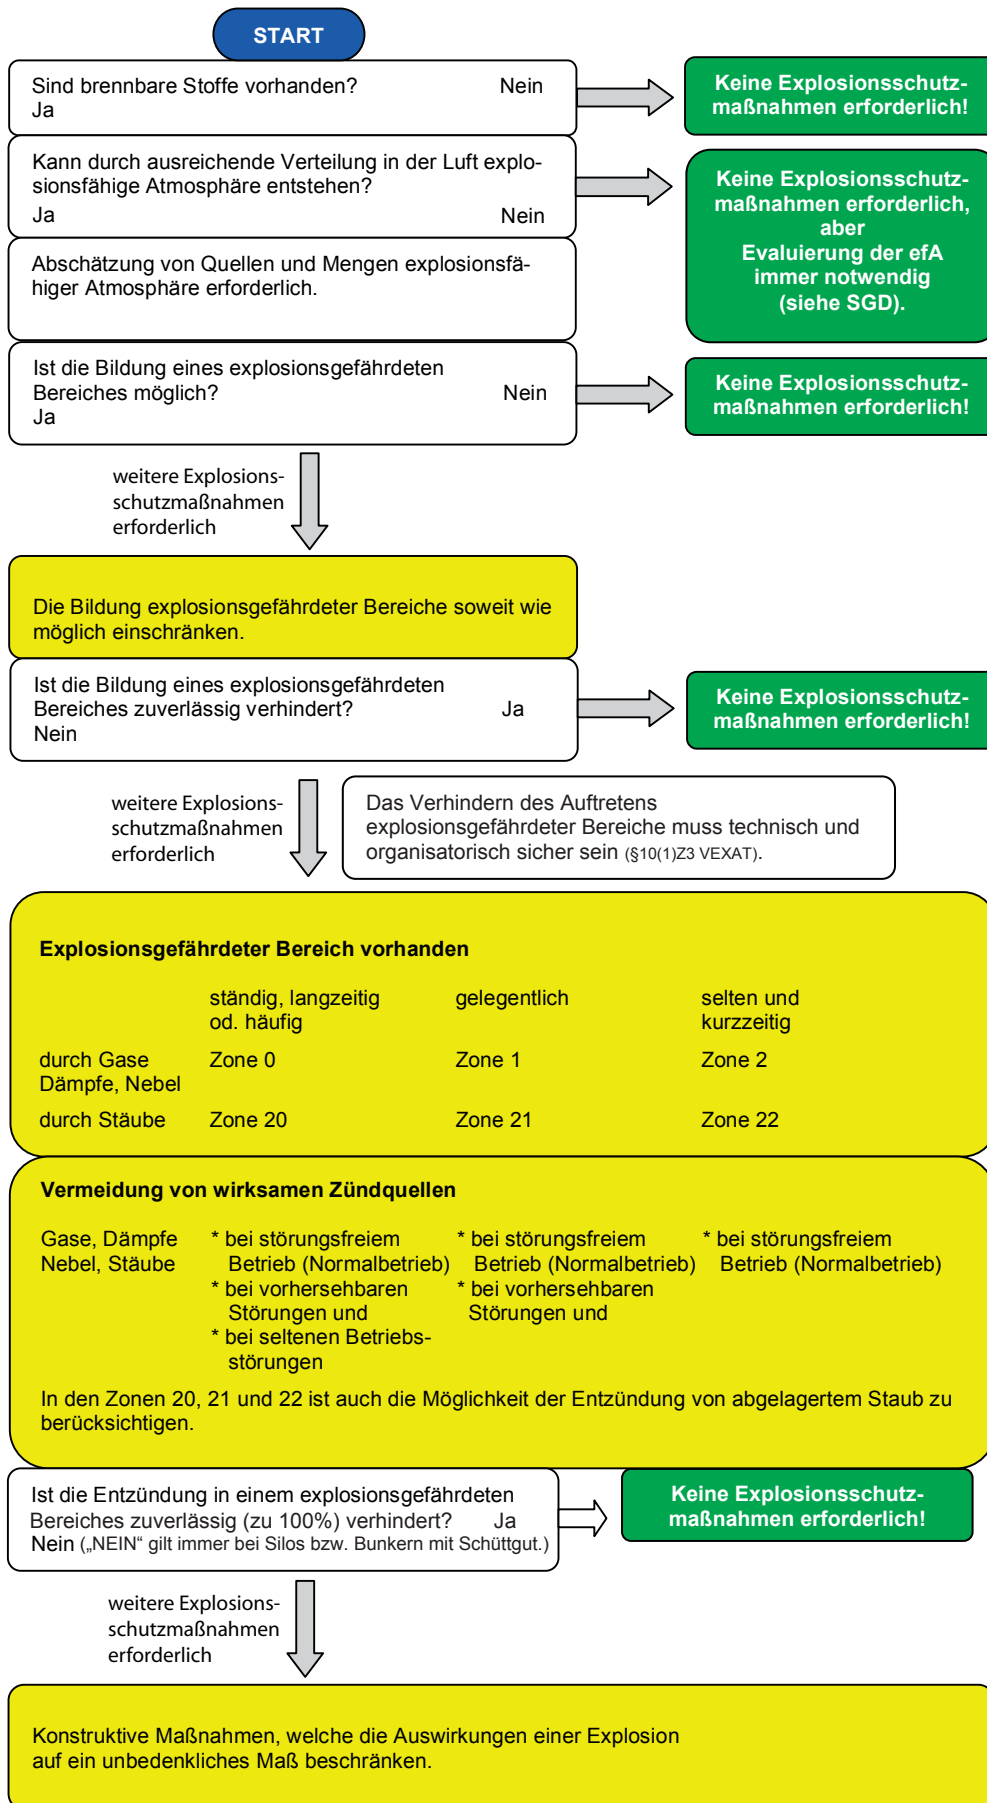 START
Sind brennbare Stoffe vorhanden? Nein
Ja
Keine Explosionsschutz-
maßnahmen erforderlich!
Kann durch ausreichende Verteilung in der Luft explo-
sionsfähige Atmosphäre entstehen?
Ja Nein
Keine Explosionsschutz-
maßnahmen erforderlich,
aber
Evaluierung der efA
immer notwendig
(siehe SGD).
Abschätzung von Quellen und Mengen explosionsfä-
higer Atmosphäre erforderlich.
Ist die Bildung eines explosionsgefährdeten
Bereiches möglich? Nein
Ja
Keine Explosionsschutz-
maßnahmen erforderlich!
weitere Explosions-
schutzmaßnahmen
erforderlich
Die Bildung explosionsgefährdeter Bereiche soweit wie
möglich einschränken.
Ist die Bildung eines explosionsgefährdeten
Bereiches zuverlässig verhindert? Ja
Nein
Keine Explosionsschutz-
maßnahmen erforderlich!
weitere Explosions-
schutzmaßnahmen
erforderlich
Das Verhindern des Auftretens
explosionsgefährdeter Bereiche muss technisch und
organisatorisch sicher sein (§10(1)Z3 VEXAT).
Explosionsgefährdeter Bereich vorhanden
ständig, langzeitig gelegentlich selten und
od. häufig kurzzeitig
durch Gase Zone 0 Zone 1 Zone 2
Dämpfe, Nebel
durch Stäube Zone 20 Zone 21 Zone 22
Vermeidung von wirksamen Zündquellen
Gase, Dämpfe * bei störungsfreiem * bei störungsfreiem * bei störungsfreiem
Nebel, Stäube Betrieb (Normalbetrieb) Betrieb (Normalbetrieb) Betrieb (Normalbetrieb)
* bei vorhersehbaren * bei vorhersehbaren
Störungen und Störungen und
* bei seltenen Betriebs-
störungen
In den Zonen 20, 21 und 22 ist auch die Möglichkeit der Entzündung von abgelagertem Staub zu
berücksichtigen.
Ist die Entzündung in einem explosionsgefährdeten
Bereiches zuverlässig (zu 100%) verhindert? Ja
Nein („NEIN“ gilt immer bei Silos bzw. Bunkern mit Schüttgut.)
Keine Explosionsschutz-
maßnahmen erforderlich!
weitere Explosions-
schutzmaßnahmen
erforderlich
Konstruktive Maßnahmen, welche die Auswirkungen einer Explosion
auf ein unbedenkliches Maß beschränken.